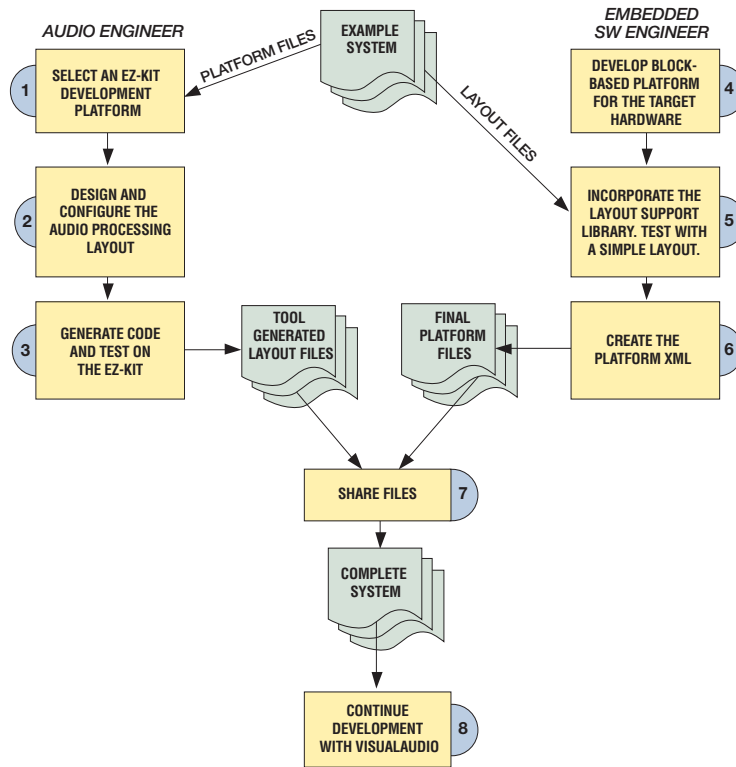 AUDIO ENGINEER
EMBEDDED
SW ENGINEER
EXAMPLE
SYSTEM
PLATFORM FILES
LAYOUT FILES
1
SELECT AN EZ-KIT
DEVELOPMENT
PLATFORM
DEVELOP BLOCK-
BASED PLATFORM
FOR THE TARGET
HARDWARE
4
2
DESIGN AND
CONFIGURE THE
AUDIO PROCESSING
LAYOUT
INCORPORATE THE
LAYOUT SUPPORT
LIBRARY. TEST WITH
A SIMPLE LAYOUT.
5
3
GENERATE CODE
AND TEST ON
THE EZ-KIT
TOOL
GENERATED
LAYOUT FILES
FINAL
PLATFORM
FILES
CREATE THE
PLATFORM XML
6
SHARE FILES
7
COMPLETE
SYSTEM
CONTINUE
DEVELOPMENT
WITH VISUALAUDIO
8